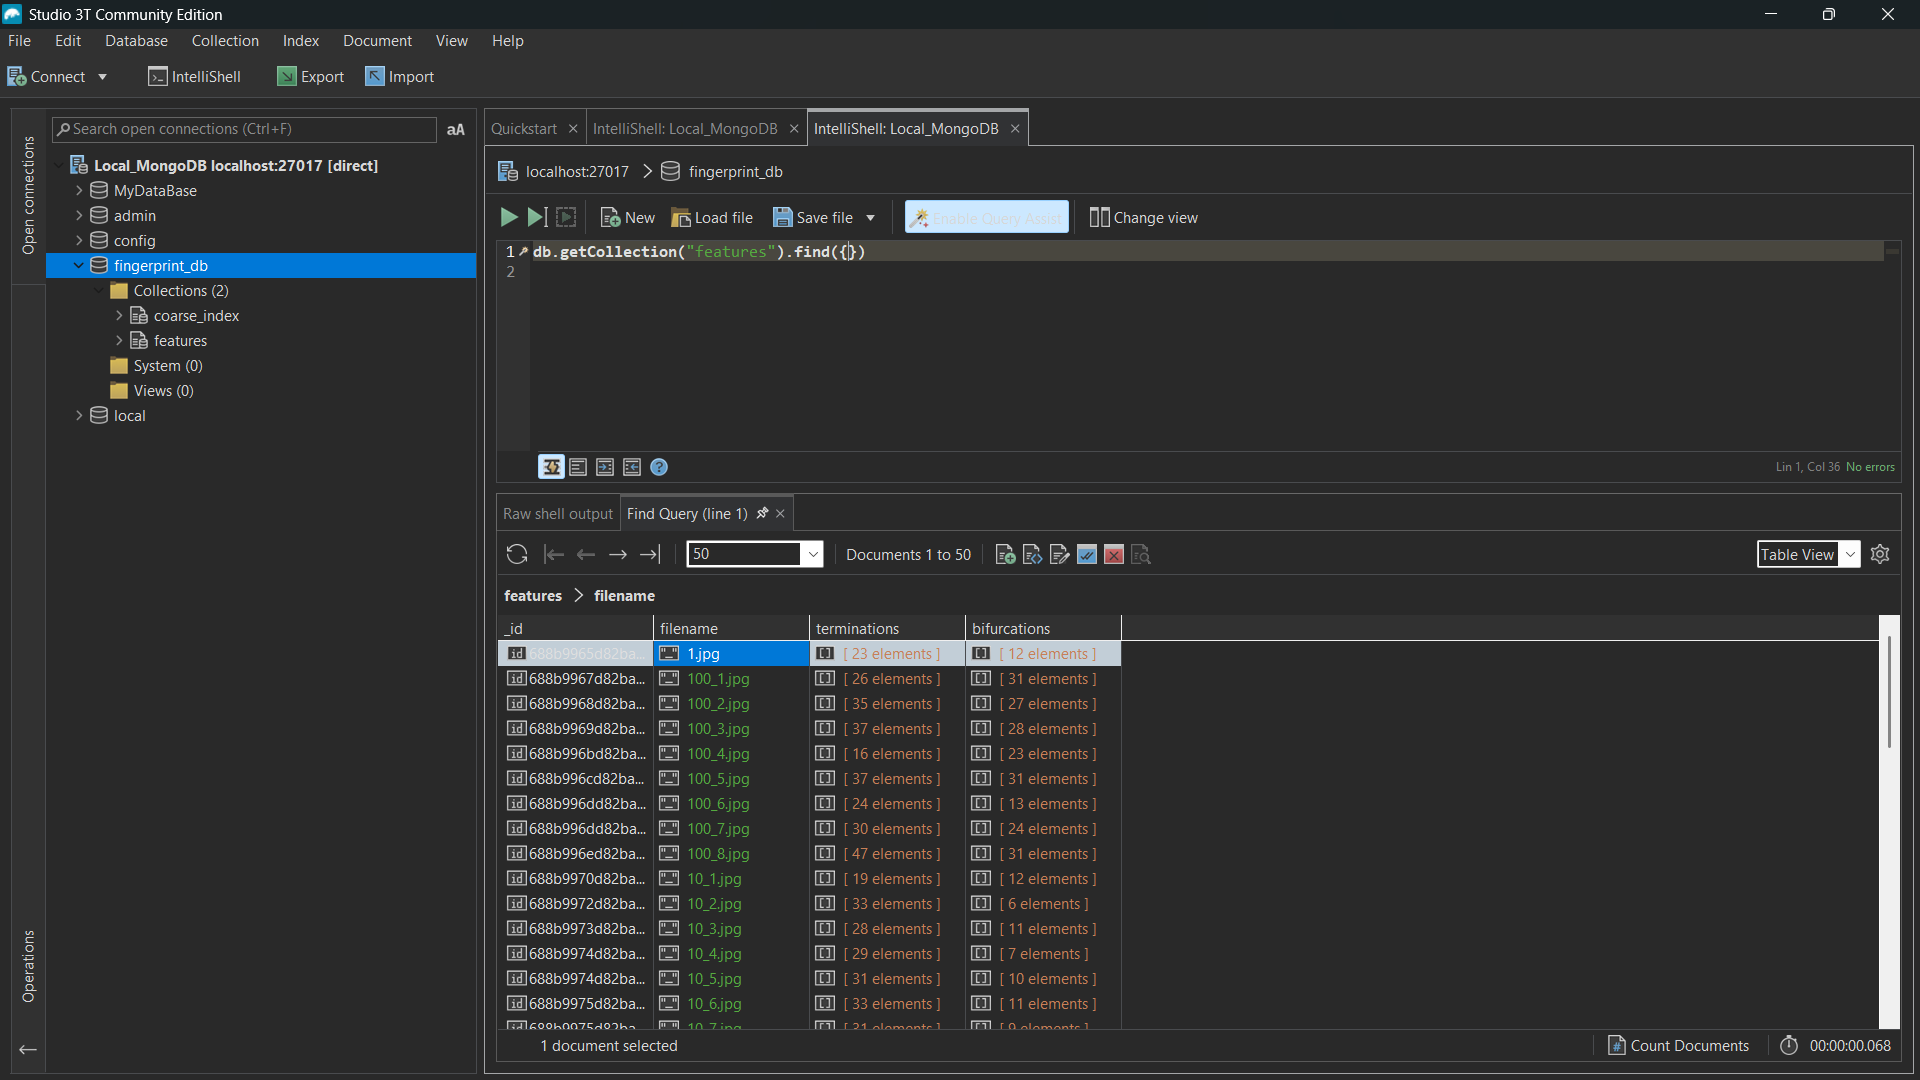 Studio 3T Community Edition
File Edit Database Collection Index Document View Help
Connect IntelliShell Export Import
Open connections
Search open connections (Ctrl+F) aA
Local_MongoDB localhost:27017 [direct]
MyDataBase
admin
config
fingerprint_db
Collections (2)
coarse_index
features
System (0)
Views (0)
local
Operations
Quickstart IntelliShell: Local_MongoDB IntelliShell: Local_MongoDB
localhost:27017 fingerprint_db
New Load file Save file Enable Query Assist Change view
1 db.getCollection("features").find({})
2
Lin 1, Col 36 No errors
Raw shell output Find Query (line 1)
50 Documents 1 to 50 Table View
features > filename
_id filename terminations bifurcations
688b9965d82ba... 1.jpg [ 23 elements ] [ 12 elements ]
688b9967d82ba... 100_1.jpg [ 26 elements ] [ 31 elements ]
688b9968d82ba... 100_2.jpg [ 35 elements ] [ 27 elements ]
688b9969d82ba... 100_3.jpg [ 37 elements ] [ 28 elements ]
688b996bd82ba... 100_4.jpg [ 16 elements ] [ 23 elements ]
688b996cd82ba... 100_5.jpg [ 37 elements ] [ 31 elements ]
688b996dd82ba... 100_6.jpg [ 24 elements ] [ 13 elements ]
688b996dd82ba... 100_7.jpg [ 30 elements ] [ 24 elements ]
688b996ed82ba... 100_8.jpg [ 47 elements ] [ 31 elements ]
688b9970d82ba... 10_1.jpg [ 19 elements ] [ 12 elements ]
688b9972d82ba... 10_2.jpg [ 33 elements ] [ 6 elements ]
688b9973d82ba... 10_3.jpg [ 28 elements ] [ 11 elements ]
688b9974d82ba... 10_4.jpg [ 29 elements ] [ 7 elements ]
688b9974d82ba... 10_5.jpg [ 31 elements ] [ 10 elements ]
688b9975d82ba... 10_6.jpg [ 33 elements ] [ 11 elements ]
688b9975d82ba... 10_7.jpg [ 31 elements ] [ 9 elements ]
1 document selected Count Documents 00:00:00.068